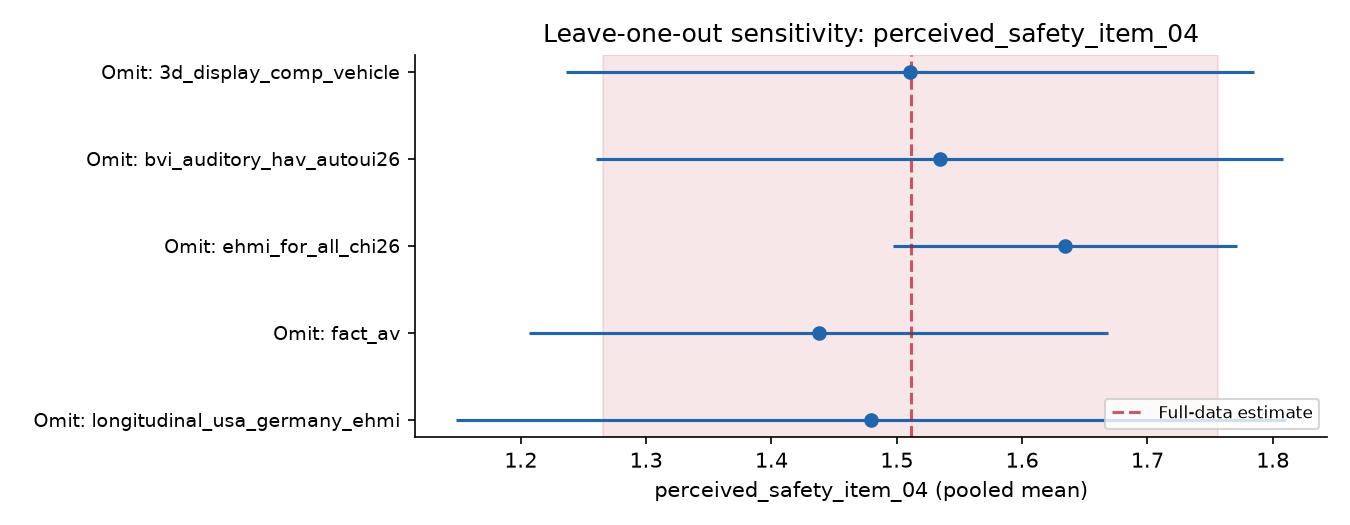 Leave-one-out sensitivity: perceived_safety_item_04
Omit: 3d_display_comp_vehicle
Omit: bvi_auditory_hav_autoui26
Omit: ehmi_for_all_chi26
Omit: fact_av
Omit: longitudinal_usa_germany_ehmi
Full-data estimate
1.2 1.3 1.4 1.5 1.6 1.7 1.8
perceived_safety_item_04 (pooled mean)